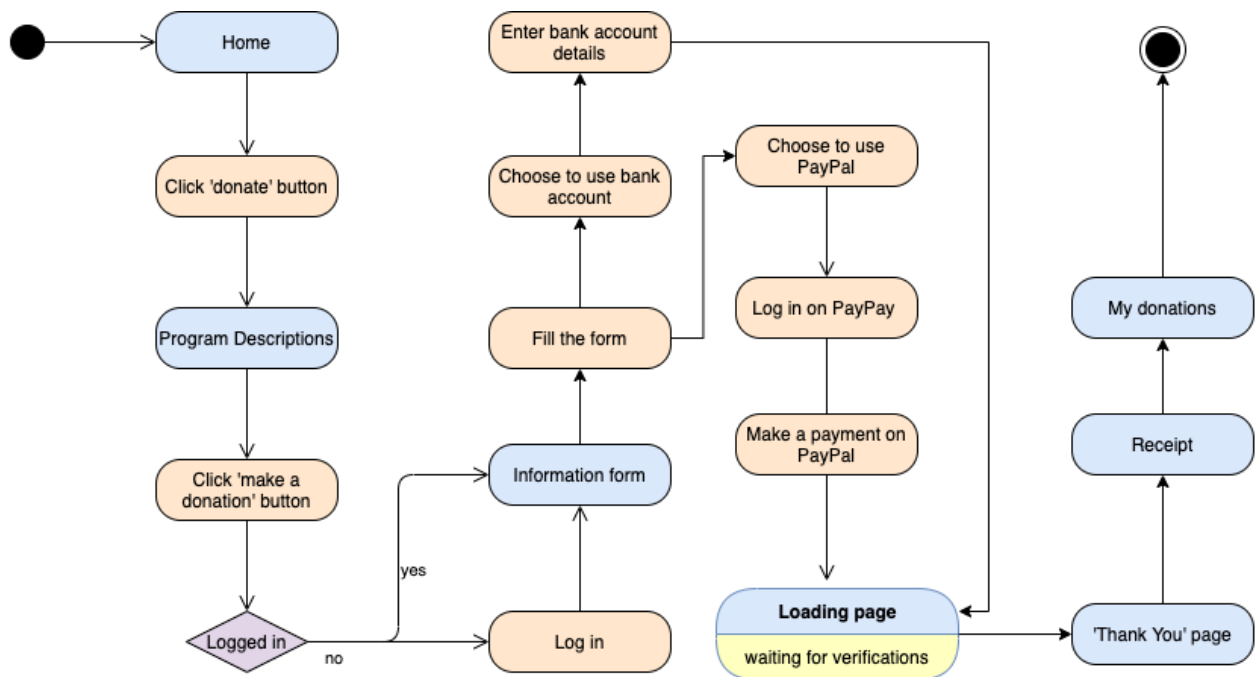 Home
Click 'donate' button
Program Descriptions
Click 'make a
donation' button
Logged in
yes
no
Log in
Information form
Fill the form
Choose to use bank
account
Enter bank account
details
Choose to use
PayPal
Log in on PayPay
Make a payment on
PayPal
Loading page
waiting for verifications
'Thank You' page
Receipt
My donations